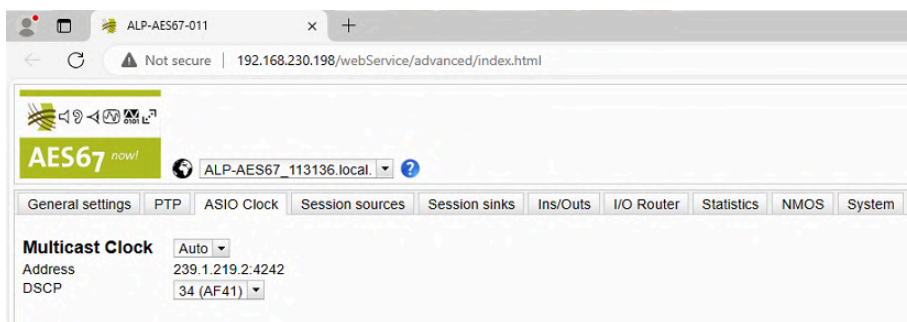 ALP-AES67-011
Not secure 192.168.230.198/webService/advanced/index.html
0101
AES67 now!
ALP-AES67_113136.local.
General settings PTP ASIO Clock Session sources Session sinks Ins/Outs I/O Router Statistics NMOS System
Multicast Clock Auto
Address 239.1.219.2:4242
DSCP 34 (AF41)